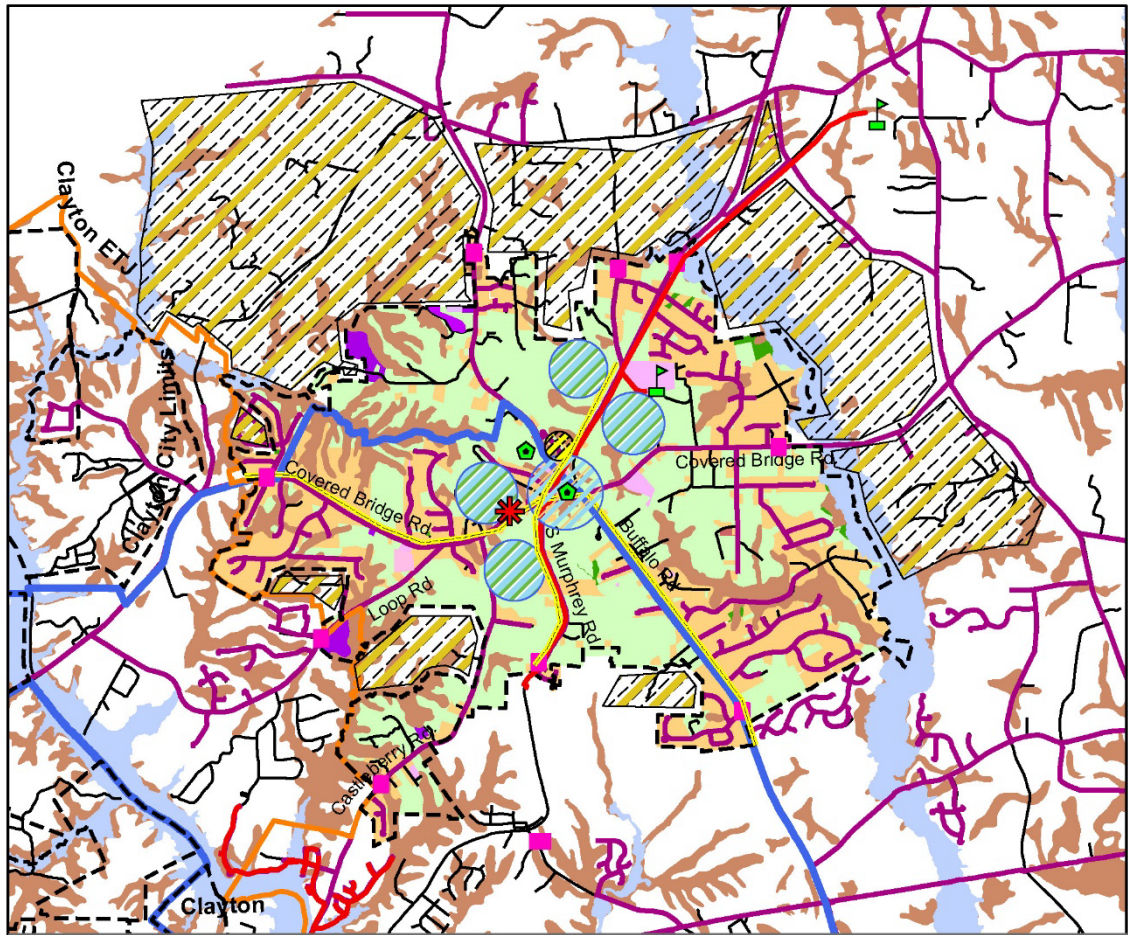 Clayton ETJ
Clayton City Limits
Covered Bridge Rd.
Covered Bridge Rd.
Buffalo Rd.
S Murphrey Rd
Loop Rd
Castleberry Rd.
Clayton